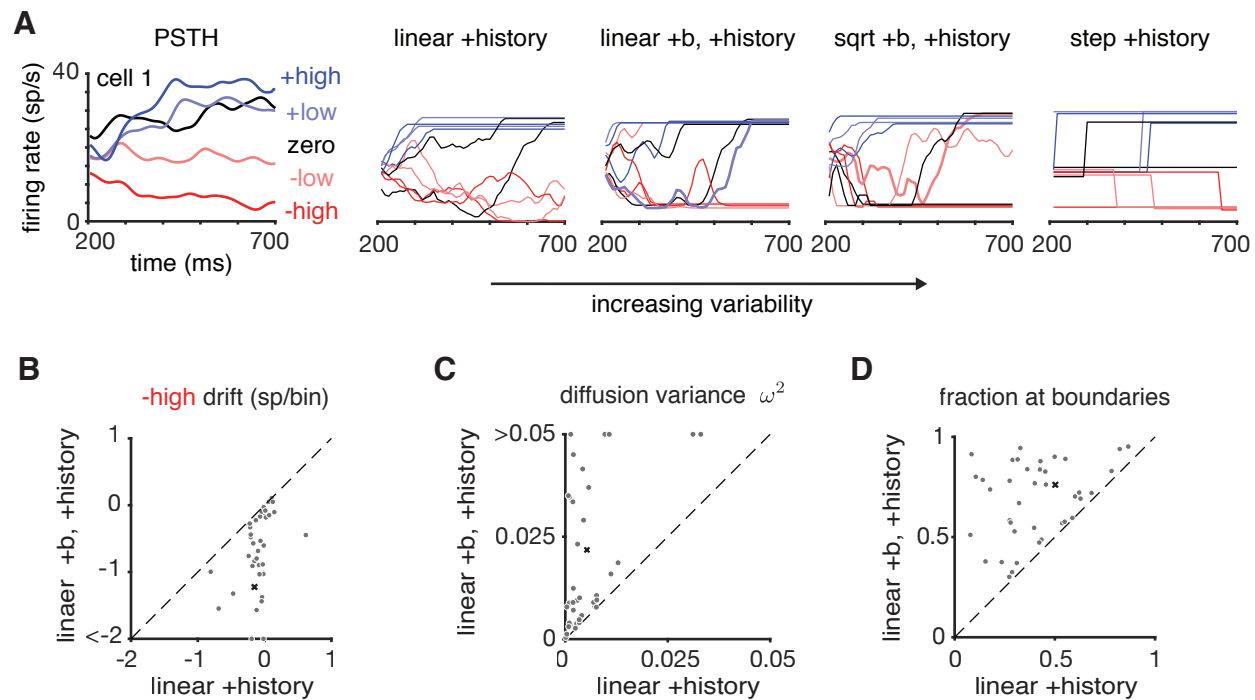 A
PSTH
linear +history
linear +b, +history
sqrt +b, +history
step +history
firing rate (sp/s)
40
0
cell 1
+high
+low
zero
-low
-high
200
700
time (ms)
200
700
200
700
200
700
200
700
increasing variability
B
-high drift (sp/bin)
linaer +b, +history
1
0
-1
<-2
-2
-1
0
1
linear +history
C
diffusion variance ω²
linear +b, +history
>0.05
0.025
0
0
0.025
0.05
linear +history
D
fraction at boundaries
linear +b, +history
1
0.5
0
0
0.5
1
linear +history